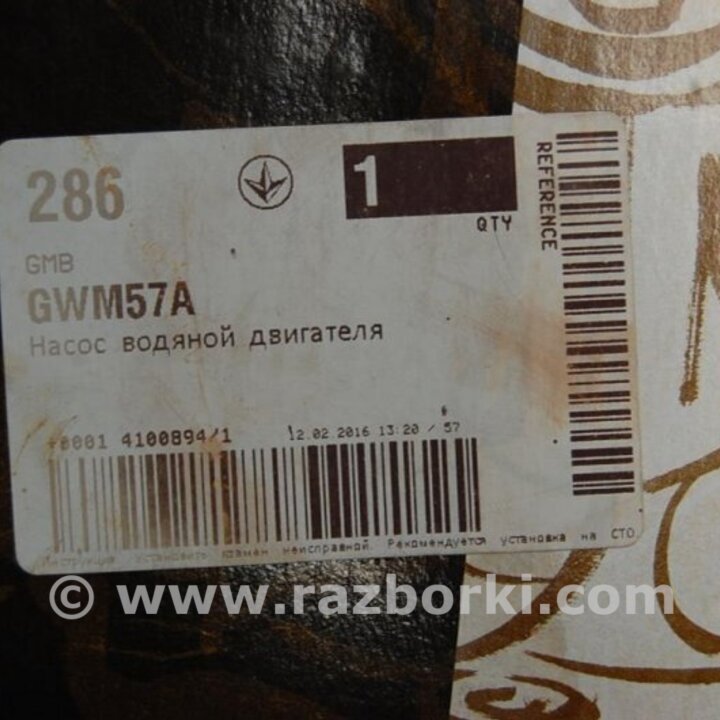 286
1
QTY
REFERENCE
GMB
GWM57A
Насос водяной двигателя
+0001 4100894/1
12.02.2016 13:20 / 57
Инструкция: Установить взамен неисправной. Рекомендуется установка на СТО
© www.razborki.com